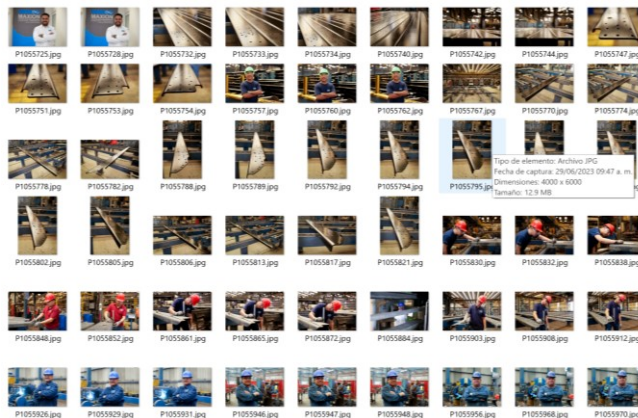 MAXION
P1055725.jpg P1055728.jpg P1055732.jpg P1055733.jpg P1055734.jpg P1055740.jpg P1055742.jpg P1055744.jpg P1055747.jpg
P1055751.jpg P1055753.jpg P1055754.jpg P1055757.jpg P1055760.jpg P1055762.jpg P1055767.jpg P1055770.jpg P1055774.jpg
P1055778.jpg P1055782.jpg P1055788.jpg P1055789.jpg P1055792.jpg P1055794.jpg P1055795.jpg
Tipo de elemento: Archivo JPG
Fecha de captura: 29/06/2023 09:47 a. m.
Dimensiones: 4000 x 6000
Tamaño: 12.9 MB
P1055802.jpg P1055805.jpg P1055806.jpg P1055813.jpg P1055817.jpg P1055821.jpg P1055830.jpg P1055832.jpg P1055838.jpg
P1055848.jpg P1055852.jpg P1055861.jpg P1055865.jpg P1055872.jpg P1055884.jpg P1055903.jpg P1055908.jpg P1055912.jpg
P1055926.jpg P1055929.jpg P1055931.jpg P1055946.jpg P1055947.jpg P1055948.jpg P1055956.jpg P1055968.jpg P1055970.jpg